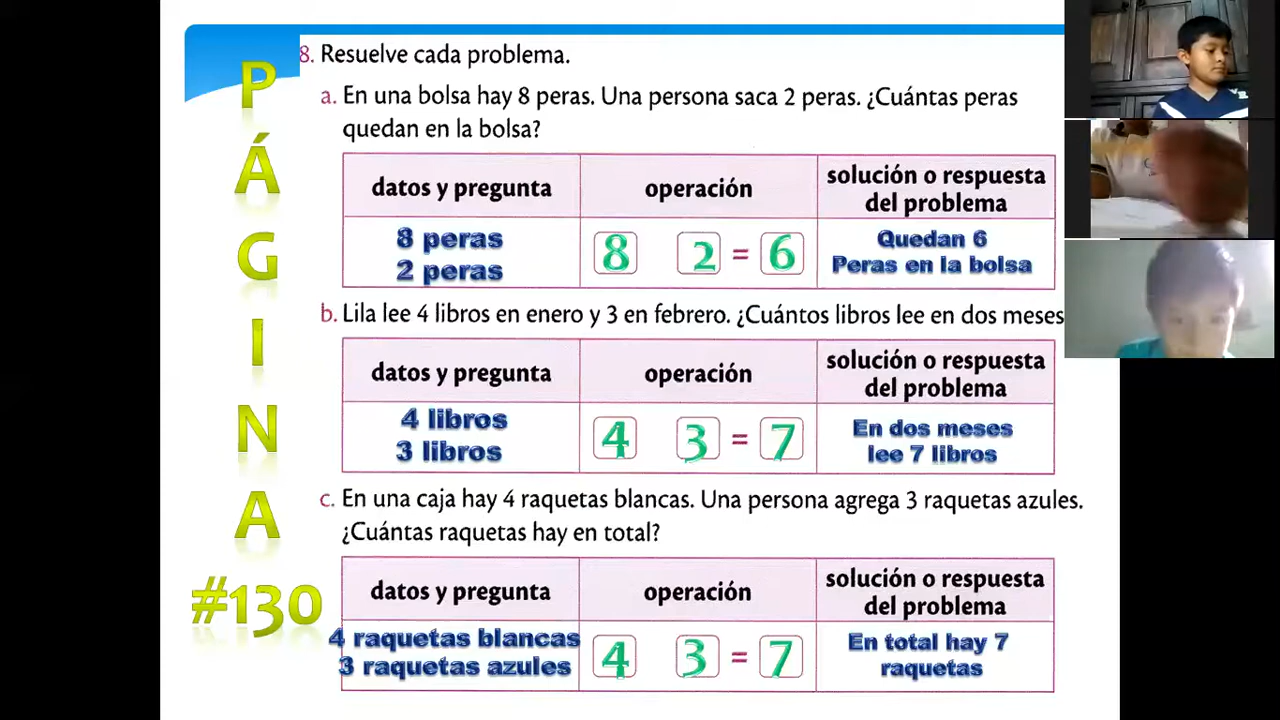 PÁGINA
#130
8. Resuelve cada problema.
a. En una bolsa hay 8 peras. Una persona saca 2 peras. ¿Cuántas peras
quedan en la bolsa?
datos y pregunta
operación
solución o respuesta
del problema
8 peras
2 peras
8 2 = 6
Quedan 6
Peras en la bolsa
b. Lila lee 4 libros en enero y 3 en febrero. ¿Cuántos libros lee en dos meses
datos y pregunta
operación
solución o respuesta
del problema
4 libros
3 libros
4 3 = 7
En dos meses
lee 7 libros
c. En una caja hay 4 raquetas blancas. Una persona agrega 3 raquetas azules.
¿Cuántas raquetas hay en total?
datos y pregunta
operación
solución o respuesta
del problema
4 raquetas blancas
3 raquetas azules
4 3 = 7
En total hay 7
raquetas